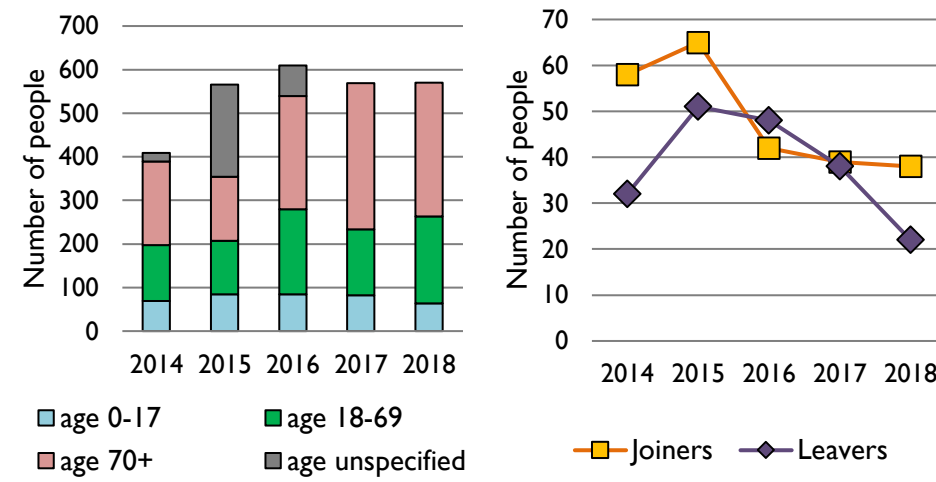 Number of people
700
600
500
400
300
200
100
0
2014 2015 2016 2017 2018
age 0-17 age 18-69
age 70+ age unspecified
Number of people
70
60
50
40
30
20
10
0
2014 2015 2016 2017 2018
Joiners Leavers